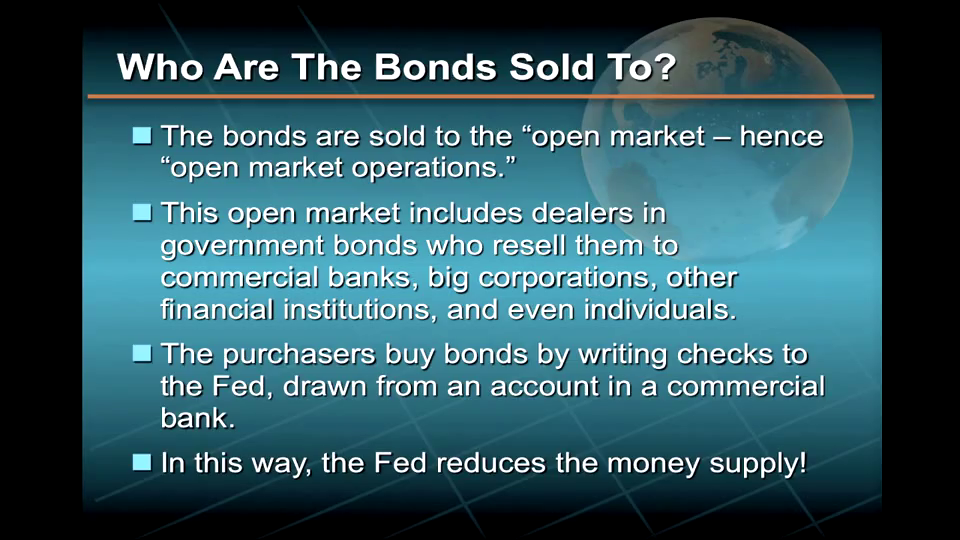 Who Are The Bonds Sold To?
The bonds are sold to the “open market – hence
“open market operations.”
This open market includes dealers in
government bonds who resell them to
commercial banks, big corporations, other
financial institutions, and even individuals.
The purchasers buy bonds by writing checks to
the Fed, drawn from an account in a commercial
bank.
In this way, the Fed reduces the money supply!